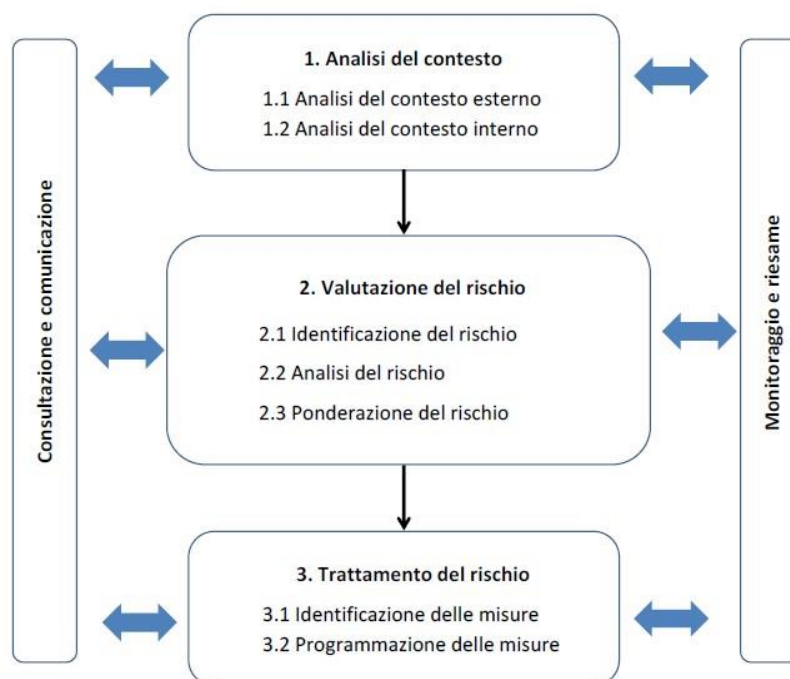 Consultazione e comunicazione
1. Analisi del contesto
1.1 Analisi del contesto esterno
1.2 Analisi del contesto interno
2. Valutazione del rischio
2.1 Identificazione del rischio
2.2 Analisi del rischio
2.3 Ponderazione del rischio
3. Trattamento del rischio
3.1 Identificazione delle misure
3.2 Programmazione delle misure
Monitoraggio e riesame